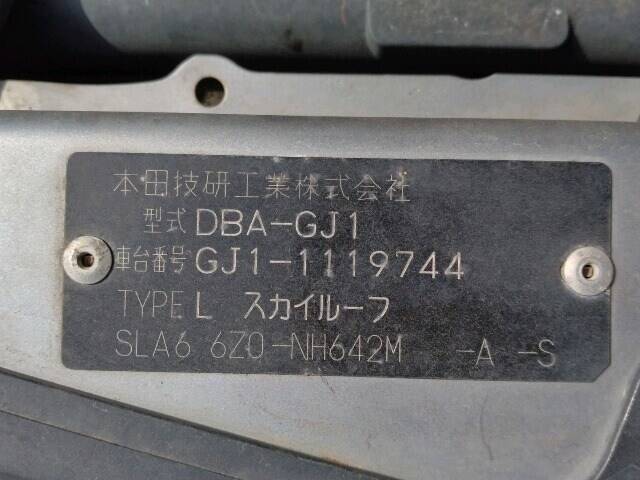 本田技研工業株式会社
型式 DBA-GJ1
車台番号 GJ1-1119744
TYPE L スカイルーフ
SLA6 6Z0-NH642M -A -S